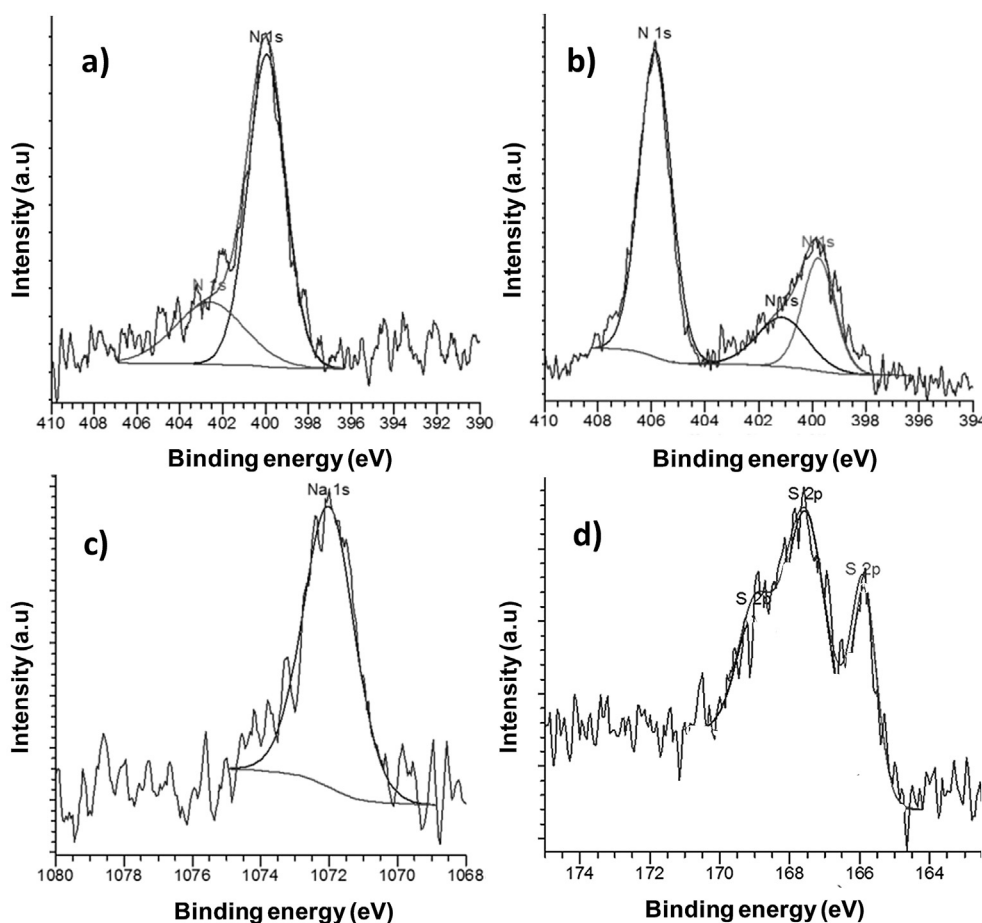 a)
N 1s
N 1s
Intensity (a.u)
410 408 406 404 402 400 398 396 394 392 390
Binding energy (eV)
b)
N 1s
N 1s
N 1s
Intensity (a.u)
410 408 406 404 402 400 398 396 394
Binding energy (eV)
c)
Na 1s
Intensity (a.u)
1080 1078 1076 1074 1072 1070 1068
Binding energy (eV)
d)
S 2p
S 2p
S 2p
Intensity (a.u)
174 172 170 168 166 164
Binding energy (eV)